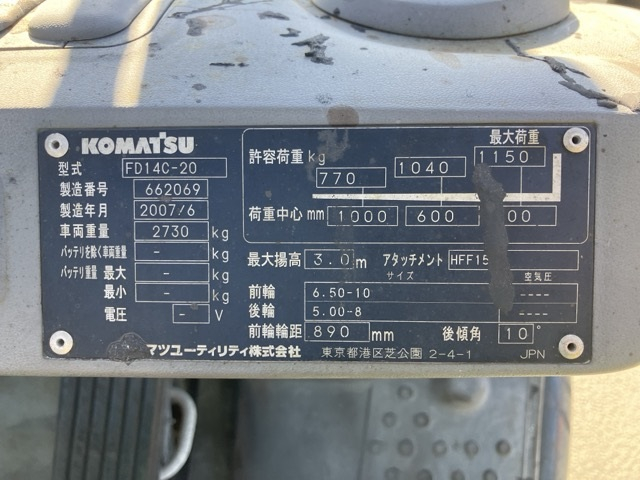 KOMATSU
型式 FD14C-20
製造番号 662069
製造年月 2007/6
車両重量 2730 kg
バッテリを除く車両重量 - kg
バッテリ重量 最大 - kg
最小 - kg
電圧 - V
最大荷重
許容荷重 kg 770 1040 1150
荷重中心 mm 1000 600 00
最大揚高 3.0 m アタッチメント HFF15
サイズ 空気圧
前輪 6.50-10 ----
後輪 5.00-8 ----
前輪輪距 890 mm 後傾角 10°
マツユーティリティ株式会社 東京都港区芝公園 2-4-1 JPN